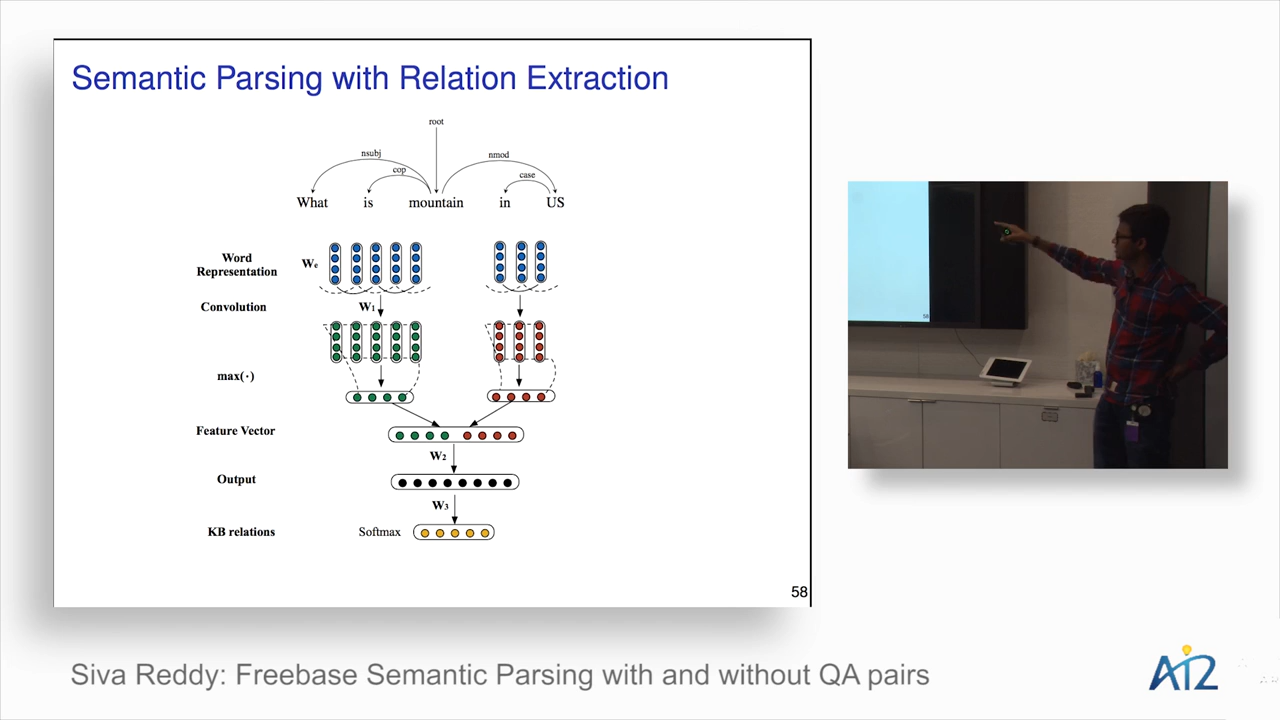 Semantic Parsing with Relation Extraction
root
nsubj
nmod
cop
case
What is mountain in US
Word
Representation
We
Convolution
W1
max(·)
Feature Vector
W2
Output
W3
KB relations
Softmax
58
58
Siva Reddy: Freebase Semantic Parsing with and without QA pairs
AI2